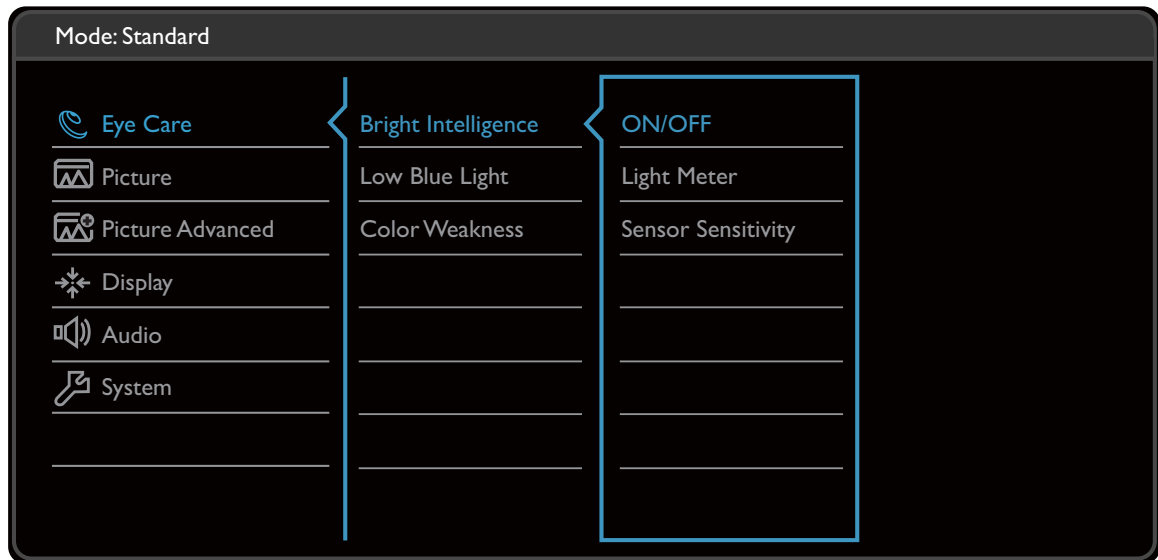 Mode: Standard
Eye Care
Picture
Picture Advanced
Display
Audio
System
Bright Intelligence
Low Blue Light
Color Weakness
ON/OFF
Light Meter
Sensor Sensitivity